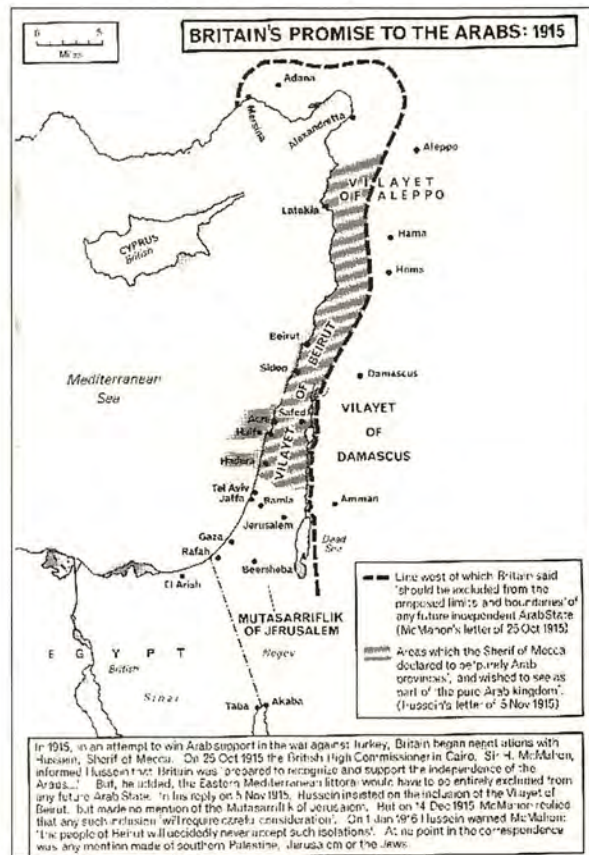 BRITAIN'S PROMISE TO THE ARABS: 1915
0 5
Miles
Adana
Mersina
Alexandretta
Aleppo
VILAYET
OF ALEPPO
Latakia
CYPRUS
British
Hama
Homs
Beirut
Sidon
Damascus
Mediterranean
Sea
VILAYET OF BEIRUT
Acre
Safed
Haifa
Hadera
VILAYET
OF
DAMASCUS
Tel Aviv
Jaffa
Ramla
Amman
Jerusalem
Dead
Sea
Gaza
Rafah
Beersheba
El Arish
MUTASARRIFLIK
OF JERUSALEM
Negev
E G Y P T
British
Sinai
Taba
Akaba
Line west of which Britain said
'should be excluded from the
proposed limits and boundaries' of
any future independent Arab State
(McMahon's letter of 25 Oct 1915)
Areas which the Sherif of Mecca
declared to be 'purely Arab
provinces', and wished to see as
part of 'the pure Arab kingdom'.
(Hussein's letter of 5 Nov 1915)
In 1915, in an attempt to win Arab support in the war against Turkey, Britain began negotiations with
Hussein, Sherif of Mecca. On 25 Oct 1915 the British High Commissioner in Cairo, Sir H. McMahon,
informed Hussein that Britain was 'prepared to recognize and support the independence of the
Arabs...' But, he added, the Eastern Mediterranean littoral would have to be entirely excluded from
any future Arab State. In his reply on 5 Nov 1915, Hussein insisted on the inclusion of the Vilayet of
Beirut, but made no mention of the Mutasariflik of Jerusalem. But on 14 Dec 1915 McMahon replied
that any such inclusion 'will require careful consideration'. On 1 Jan 1916 Hussein warned McMahon:
'the people of Beirut will decidedly never accept such isolations'. At no point in the correspondence
was any mention made of southern Palestine, Jerusalem or the Jews.